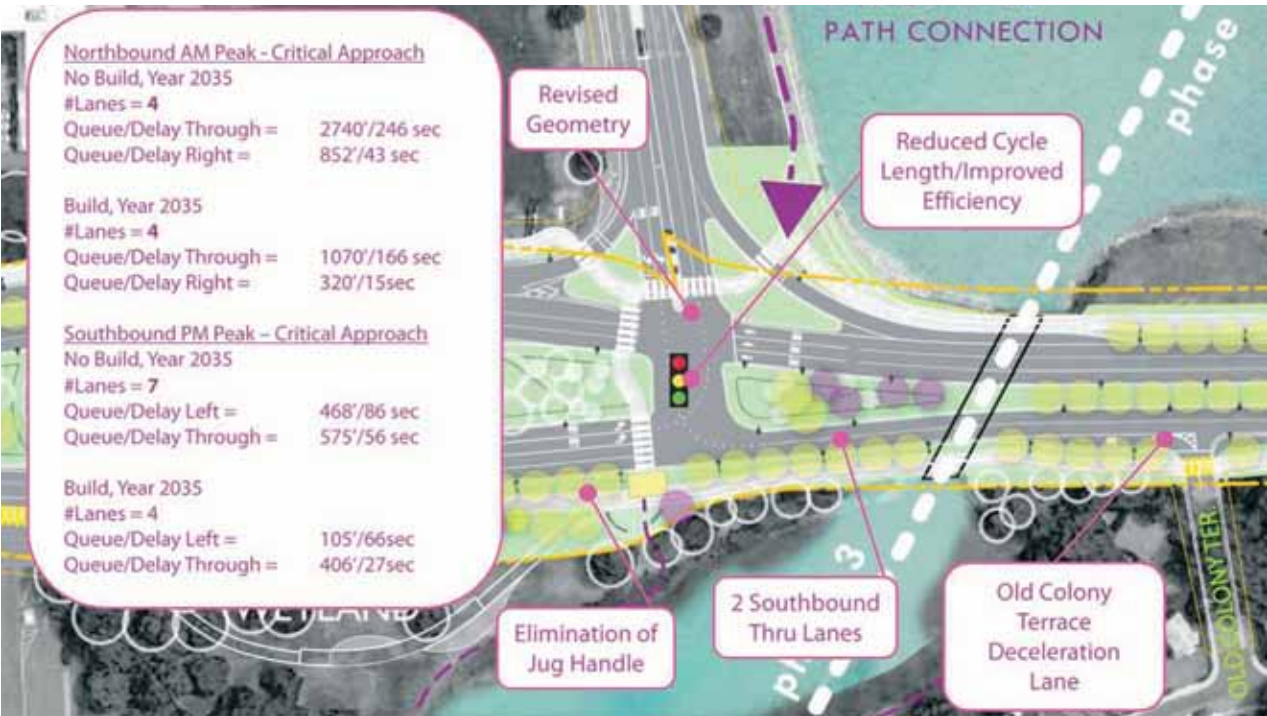 Northbound AM Peak - Critical Approach
No Build, Year 2035
#Lanes = 4
Queue/Delay Through = 2740'/246 sec
Queue/Delay Right = 852'/43 sec
Build, Year 2035
#Lanes = 4
Queue/Delay Through = 1070'/166 sec
Queue/Delay Right = 320'/15sec
Southbound PM Peak – Critical Approach
No Build, Year 2035
#Lanes = 7
Queue/Delay Left = 468'/86 sec
Queue/Delay Through = 575'/56 sec
Build, Year 2035
#Lanes = 4
Queue/Delay Left = 105'/66sec
Queue/Delay Through = 406'/27sec
PATH CONNECTION
phase
Revised
Geometry
Reduced Cycle
Length/Improved
Efficiency
3
Elimination of
Jug Handle
2 Southbound
Thru Lanes
Old Colony
Terrace
Deceleration
Lane
OLD COLONY TER.
WETLAND